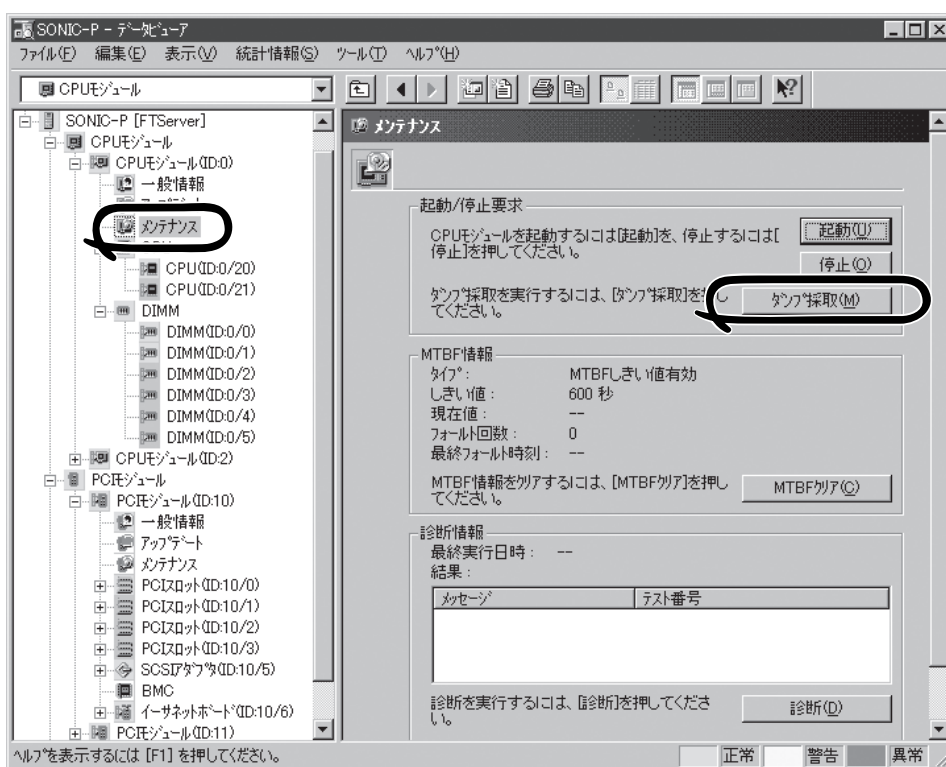 SONIC-P - データビューア
ファイル(F) 編集(E) 表示(V) 統計情報(S) ツール(T) ヘルプ(H)
CPUモジュール
SONIC-P [FTServer]
CPUモジュール
CPUモジュール(ID:0)
一般情報
メンテナンス
CPU(ID:0/20)
CPU(ID:0/21)
DIMM
DIMM(ID:0/0)
DIMM(ID:0/1)
DIMM(ID:0/2)
DIMM(ID:0/3)
DIMM(ID:0/4)
DIMM(ID:0/5)
CPUモジュール(ID:2)
PCIモジュール
PCIモジュール(ID:10)
一般情報
アップデート
メンテナンス
PCIスロット(ID:10/0)
PCIスロット(ID:10/1)
PCIスロット(ID:10/2)
PCIスロット(ID:10/3)
SCSIアダプタ(ID:10/5)
BMC
イーサネットボード(ID:10/6)
PCIモジュール(ID:11)
メンテナンス
起動/停止要求
CPUモジュールを起動するには[起動]を、停止するには[
停止]を押してください。
起動(U)
停止(O)
ダンプ採取を実行するには、[ダンプ採取]を押し
てください。
ダンプ採取(M)
MTBF情報
タイプ: MTBFしきい値有効
しきい値: 600 秒
現在値: --
フォールト回数: 0
最終フォールト時刻: --
MTBF情報をクリアするには、[MTBFクリア]を押し
てください。
MTBFクリア(C)
診断情報
最終実行日時: --
結果:
メッセージ テスト番号
診断を実行するには、[診断]を押してくださ
い。
診断(D)
ヘルプを表示するには [F1] を押してください。
正常 警告 異常